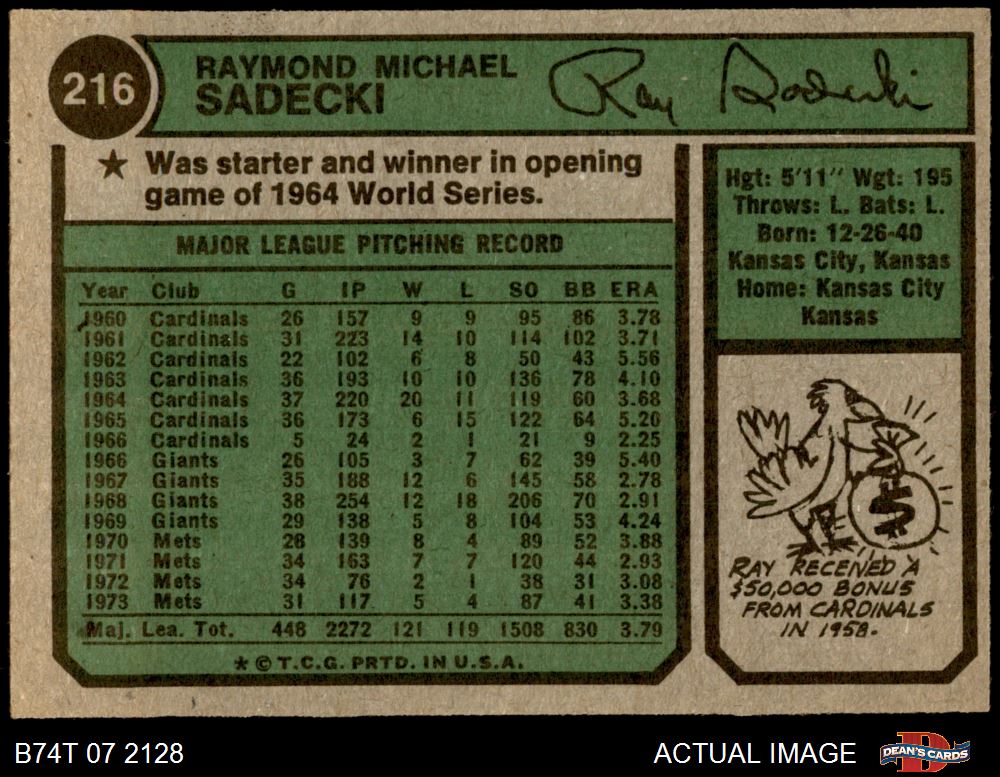 216
RAYMOND MICHAEL
SADECKI
Ray Sadecki
★ Was starter and winner in opening
game of 1964 World Series.
MAJOR LEAGUE PITCHING RECORD
Year Club G IP W L SO BB ERA
1960 Cardinals 26 157 9 9 95 86 3.78
1961 Cardinals 31 223 14 10 114 102 3.71
1962 Cardinals 22 102 6 8 50 43 5.56
1963 Cardinals 36 193 10 10 136 78 4.10
1964 Cardinals 37 220 20 11 119 60 3.68
1965 Cardinals 36 173 6 15 122 64 5.20
1966 Cardinals 5 24 2 1 21 9 2.25
1966 Giants 26 105 3 7 62 39 5.40
1967 Giants 35 188 12 6 145 58 2.78
1968 Giants 38 254 12 18 206 70 2.91
1969 Giants 29 138 5 8 104 53 4.24
1970 Mets 28 139 8 4 89 52 3.88
1971 Mets 34 163 7 7 120 44 2.93
1972 Mets 34 76 2 1 38 31 3.08
1973 Mets 31 117 5 4 87 41 3.38
Maj. Lea. Tot. 448 2272 121 119 1508 830 3.79
★ © T.C.G. PRTD. IN U.S.A.
Hgt: 5'11" Wgt: 195
Throws: L. Bats: L.
Born: 12-26-40
Kansas City, Kansas
Home: Kansas City
Kansas
$
RAY RECEIVED A
$50,000 BONUS
FROM CARDINALS
IN 1958.
B74T 07 2128
ACTUAL IMAGE
D
DEAN'S CARDS